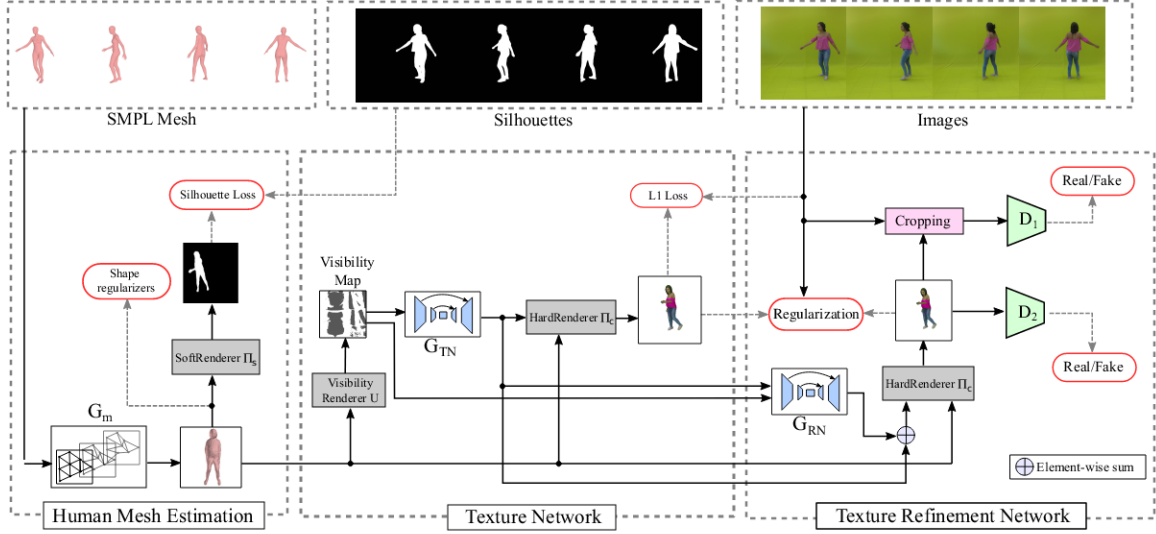 SMPL Mesh
Silhouettes
Images
Silhouette Loss
Shape
regularizers
SoftRenderer Πs
Gm
Human Mesh Estimation
L1 Loss
Visibility
Map
GTN
HardRenderer Πc
Visibility
Renderer U
Texture Network
Real/Fake
Cropping
D1
Regularization
D2
Real/Fake
HardRenderer Πc
GRN
Element-wise sum
Texture Refinement Network